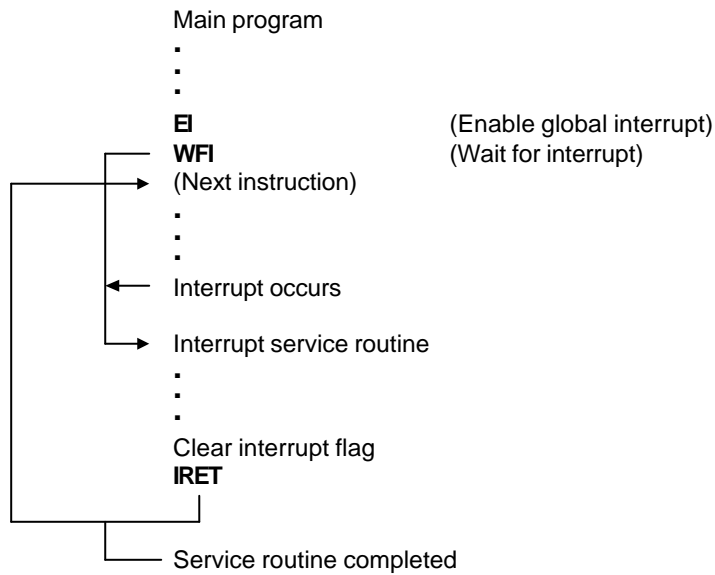 Main program
.
.
.
EI (Enable global interrupt)
WFI (Wait for interrupt)
(Next instruction)
.
.
.
Interrupt occurs
Interrupt service routine
.
.
.
Clear interrupt flag
IRET
Service routine completed